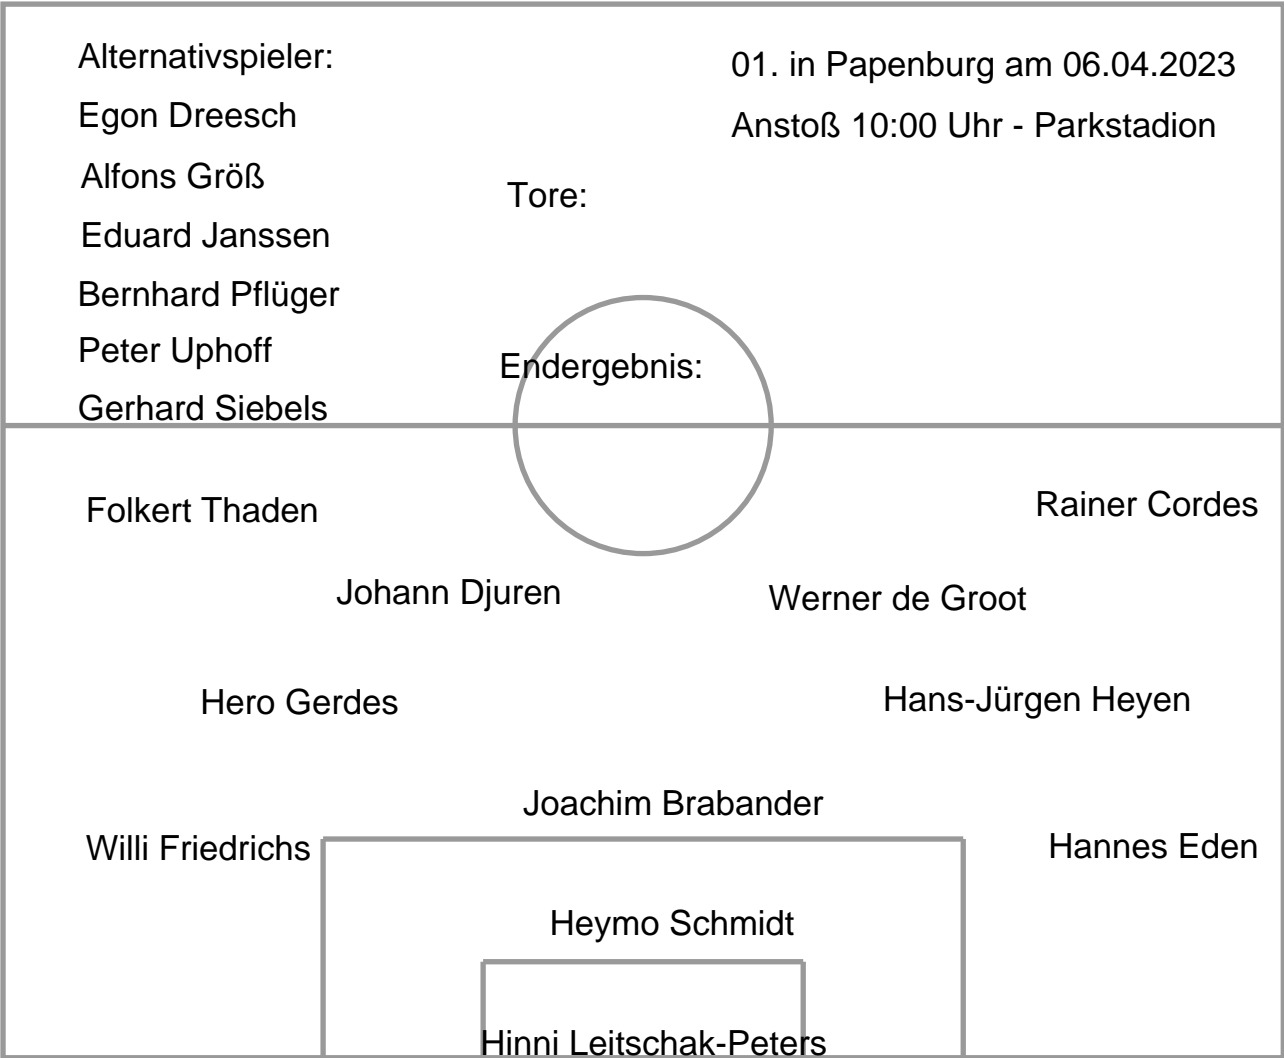 Alternativspieler:
Egon Dreesch
Alfons Größ
Eduard Janssen
Bernhard Pflüger
Peter Uphoff
Gerhard Siebels
01. in Papenburg am 06.04.2023
Anstoß 10:00 Uhr - Parkstadion
Tore:
Endergebnis:
Folkert Thaden
Rainer Cordes
Johann Djuren
Werner de Groot
Hero Gerdes
Hans-Jürgen Heyen
Joachim Brabander
Willi Friedrichs
Hannes Eden
Heymo Schmidt
Hinni Leitschak-Peters